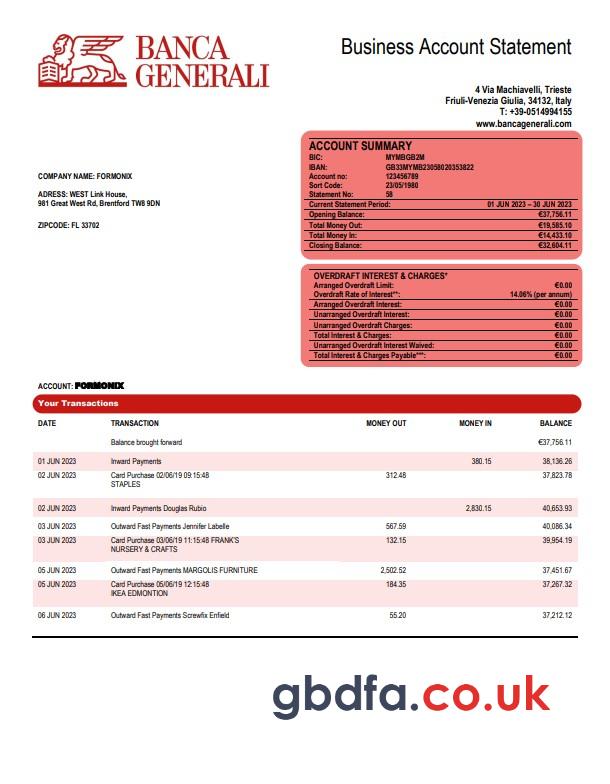 BANCA
GENERALI
Business Account Statement
4 Via Machiavelli, Trieste
Friuli-Venezia Giulia, 34132, Italy
T: +39-0514994155
www.bancagenerali.com
COMPANY NAME: FORMONIX
ADRESS: WEST Link House,
981 Great West Rd, Brentford TW8 9DN
ZIPCODE: FL 33702
ACCOUNT SUMMARY
BIC: MYMBGB2M
IBAN: GB33MYMB23058020353822
Account no: 123456789
Sort Code: 23/05/1980
Statement No: 58
Current Statement Period: 01 JUN 2023 – 30 JUN 2023
Opening Balance: €37,756.11
Total Money Out: €19,585.10
Total Money In: €14,433.10
Closing Balance: €32,604.11
OVERDRAFT INTEREST & CHARGES*
Arranged Overdraft Limit: €0.00
Overdraft Rate of Interest**: 14.06% (per annum)
Arranged Overdraft Interest: €0.00
Unarranged Overdraft Interest: €0.00
Unarranged Overdraft Charges: €0.00
Total Interest & Charges: €0.00
Unarranged Overdraft Interest Waived: €0.00
Total Interest & Charges Payable***: €0.00
ACCOUNT: FORMONIX
Your Transactions
DATE TRANSACTION MONEY OUT MONEY IN BALANCE
Balance brought forward €37,756.11
01 JUN 2023 Inward Payments 380.15 38,136.26
02 JUN 2023 Card Purchase 02/06/19 09:15:48 312.48 37,823.78
STAPLES
02 JUN 2023 Inward Payments Douglas Rubio 2,830.15 40,653.93
03 JUN 2023 Outward Fast Payments Jennifer Labelle 567.59 40,086.34
03 JUN 2023 Card Purchase 03/06/19 11:15:48 FRANK'S 132.15 39,954.19
NURSERY & CRAFTS
05 JUN 2023 Outward Fast Payments MARGOLIS FURNITURE 2,502.52 37,451.67
05 JUN 2023 Card Purchase 05/06/19 12:15:48 184.35 37,267.32
IKEA EDMONTION
06 JUN 2023 Outward Fast Payments Screwfix Enfield 55.20 37,212.12
gbdfa.co.uk